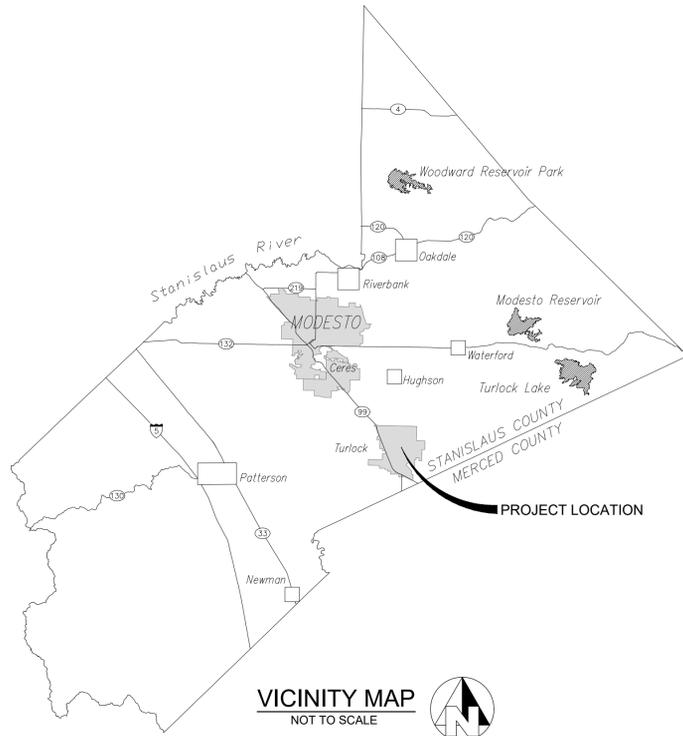 4
Woodward Reservoir Park
120
120
Oakdale
108
Stanislaus River
Riverbank
219
Modesto Reservoir
MODESTO
132
Waterford
Ceres
Hughson
Turlock Lake
99
STANISLAUS COUNTY
MERCED COUNTY
5
Turlock
Patterson
130
PROJECT LOCATION
33
Newman
VICINITY MAP
NOT TO SCALE
N